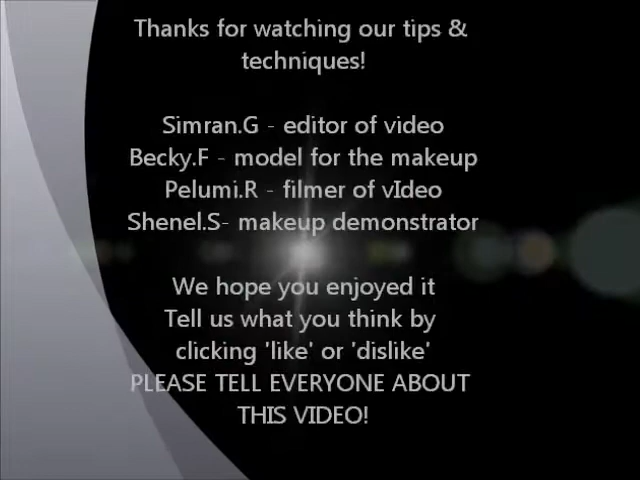 Thanks for watching our tips &
techniques!
Simran.G - editor of video
Becky.F - model for the makeup
Pelumi.R - filmer of vIdeo
Shenel.S- makeup demonstrator
We hope you enjoyed it
Tell us what you think by
clicking 'like' or 'dislike'
PLEASE TELL EVERYONE ABOUT
THIS VIDEO!